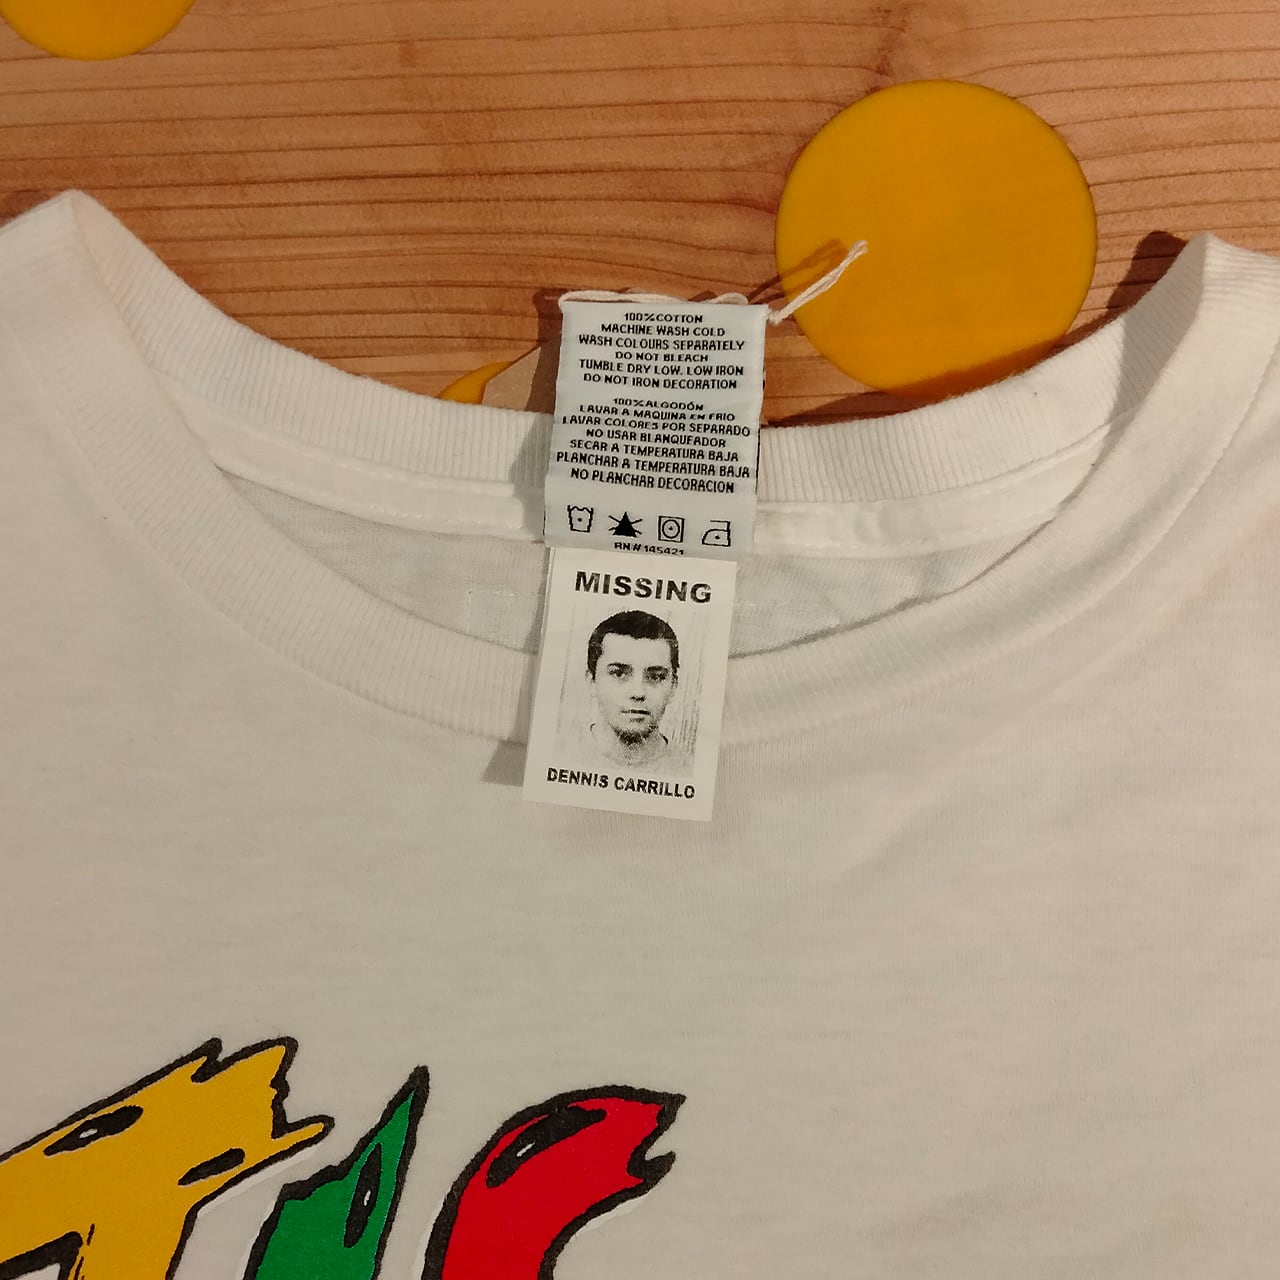 100%COTTON
MACHINE WASH COLD
WASH COLOURS SEPARATELY
DO NOT BLEACH
TUMBLE DRY LOW. LOW IRON
DO NOT IRON DECORATION
100%ALGODÓN
LAVAR A MAQUINA EN FRIO
LAVAR COLORES POR SEPARADO
NO USAR BLANQUEADOR
SECAR A TEMPERATURA BAJA
PLANCHAR A TEMPERATURA BAJA
NO PLANCHAR DECORACION
RN#145421
MISSING
DENNIS CARRILLO